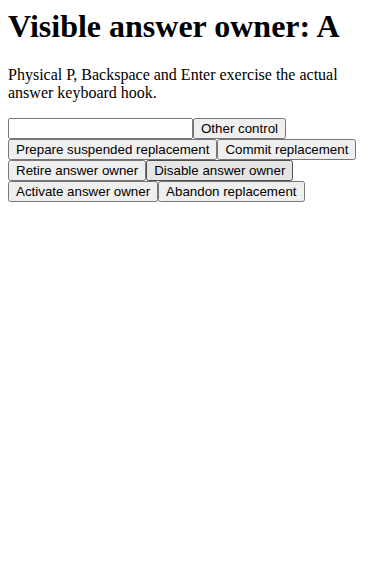 Visible answer owner: A
Physical P, Backspace and Enter exercise the actual
answer keyboard hook.
Other control
Prepare suspended replacement Commit replacement
Retire answer owner Disable answer owner
Activate answer owner Abandon replacement